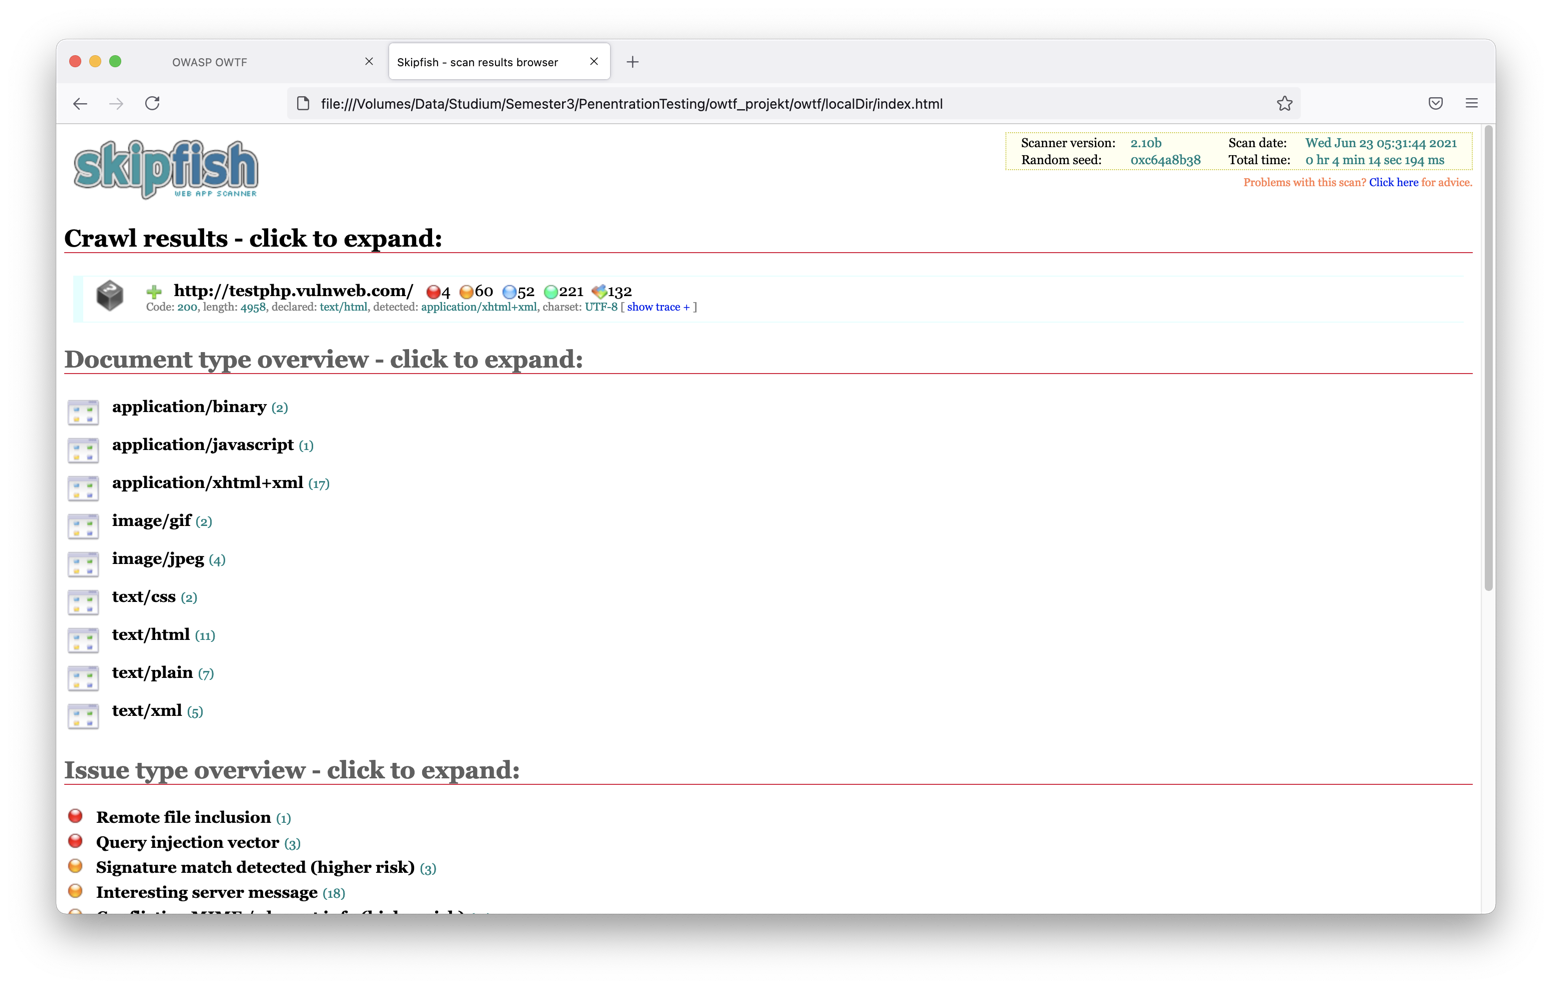 OWASP OWTF
Skipfish - scan results browser
file:///Volumes/Data/Studium/Semester3/PenentrationTesting/owtf_projekt/owtf/localDir/index.html
skipfish
WEB APP SCANNER
Scanner version: 2.10b Scan date: Wed Jun 23 05:31:44 2021
Random seed: 0xc64a8b38 Total time: 0 hr 4 min 14 sec 194 ms
Problems with this scan? Click here for advice.
Crawl results - click to expand:
http://testphp.vulnweb.com/ 4 60 52 221 132
Code: 200, length: 4958, declared: text/html, detected: application/xhtml+xml, charset: UTF-8 [ show trace + ]
Document type overview - click to expand:
application/binary (2)
application/javascript (1)
application/xhtml+xml (17)
image/gif (2)
image/jpeg (4)
text/css (2)
text/html (11)
text/plain (7)
text/xml (5)
Issue type overview - click to expand:
Remote file inclusion (1)
Query injection vector (3)
Signature match detected (higher risk) (3)
Interesting server message (18)